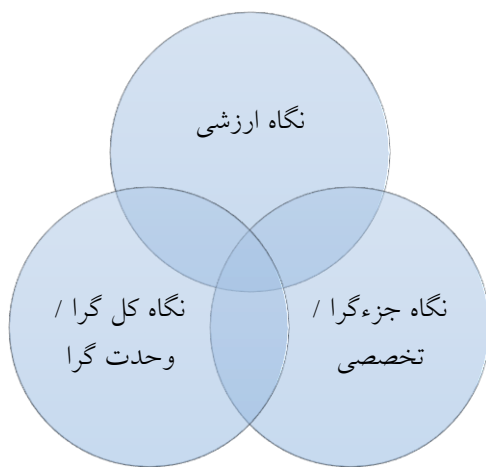 نگاه ارزشی
نگاه جزءگرا /
تخصصی
نگاه کل گرا /
وحدت گرا